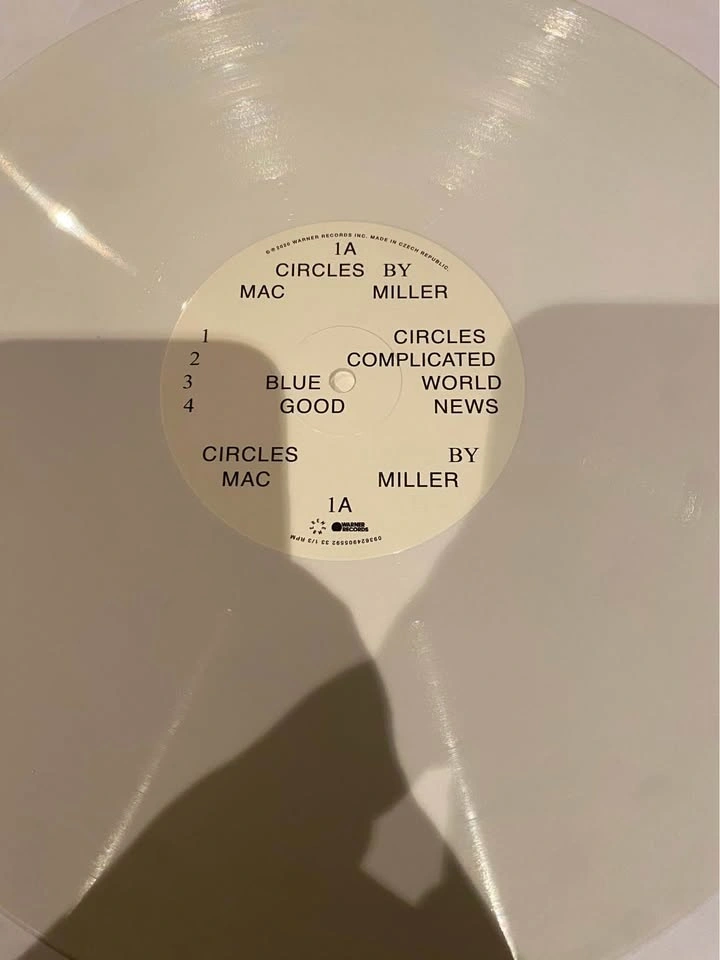 ℗© 2020 WARNER RECORDS INC. MADE IN CZECH REPUBLIC.
1A
CIRCLES BY
MAC MILLER
1 CIRCLES
2 COMPLICATED
3 BLUE WORLD
4 GOOD NEWS
CIRCLES BY
MAC MILLER
1A
WARNER RECORDS
093624905592 33 1/3 RPM